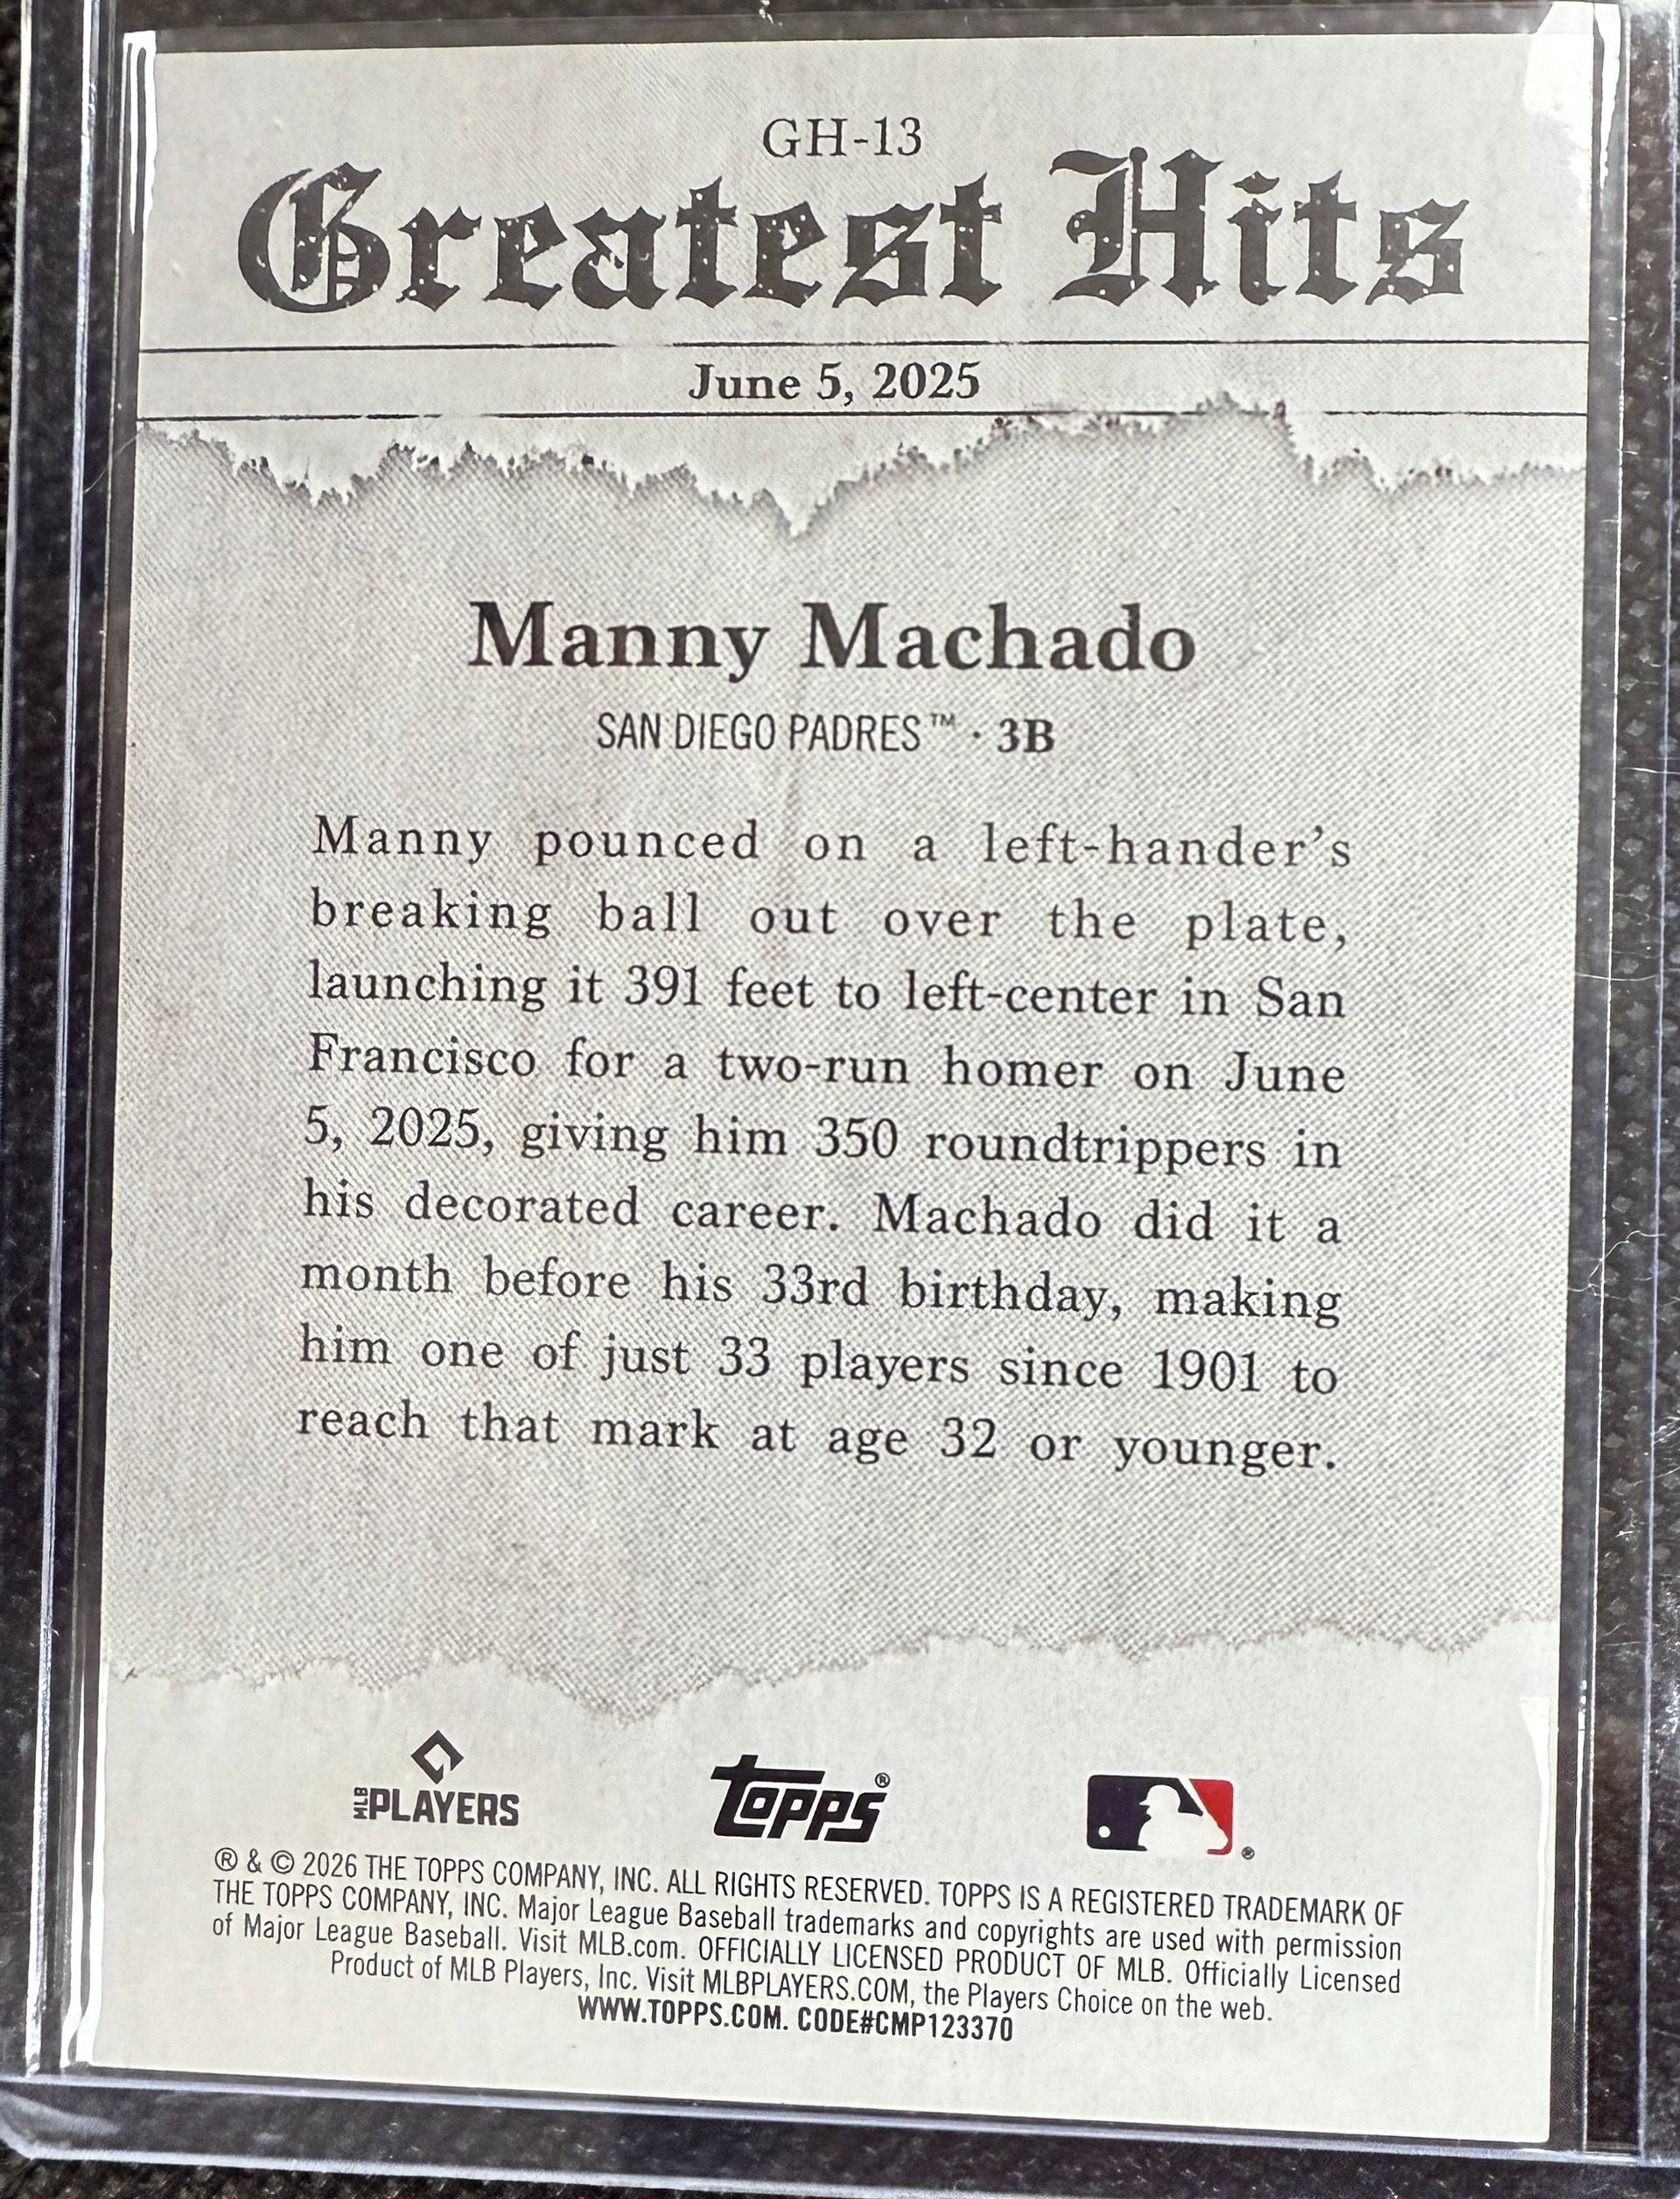 GH-13
Greatest Hits
June 5, 2025
Manny Machado
SAN DIEGO PADRES™ · 3B
Manny pounced on a left-hander's
breaking ball out over the plate,
launching it 391 feet to left-center in San
Francisco for a two-run homer on June
5, 2025, giving him 350 roundtrippers in
his decorated career. Machado did it a
month before his 33rd birthday, making
him one of just 33 players since 1901 to
reach that mark at age 32 or younger.
MLB PLAYERS
Topps®
®
® & © 2026 THE TOPPS COMPANY, INC. ALL RIGHTS RESERVED. TOPPS IS A REGISTERED TRADEMARK OF
THE TOPPS COMPANY, INC. Major League Baseball trademarks and copyrights are used with permission
of Major League Baseball. Visit MLB.com. OFFICIALLY LICENSED PRODUCT OF MLB. Officially Licensed
Product of MLB Players, Inc. Visit MLBPLAYERS.COM, the Players Choice on the web.
WWW.TOPPS.COM. CODE#CMP123370